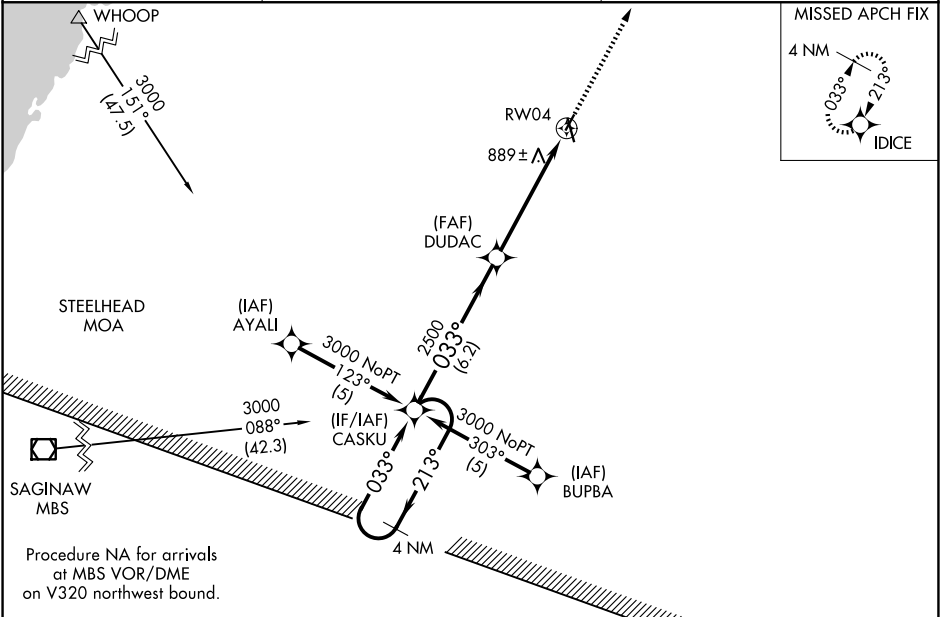 WHOOP
3000
151°
(47.5)
MISSED APCH FIX
4 NM
033°
213°
IDICE
RW04
889±
(FAF)
DUDAC
STEELHEAD
MOA
(IAF)
AYALI
3000 NoPT
123°
(5)
2500
033°
(6.2)
3000
088°
(42.3)
(IF/IAF)
CASKU
3000 NoPT
303°
(5)
(IAF)
BUPBA
033°
213°
4 NM
SAGINAW
MBS
Procedure NA for arrivals
at MBS VOR/DME
on V320 northwest bound.